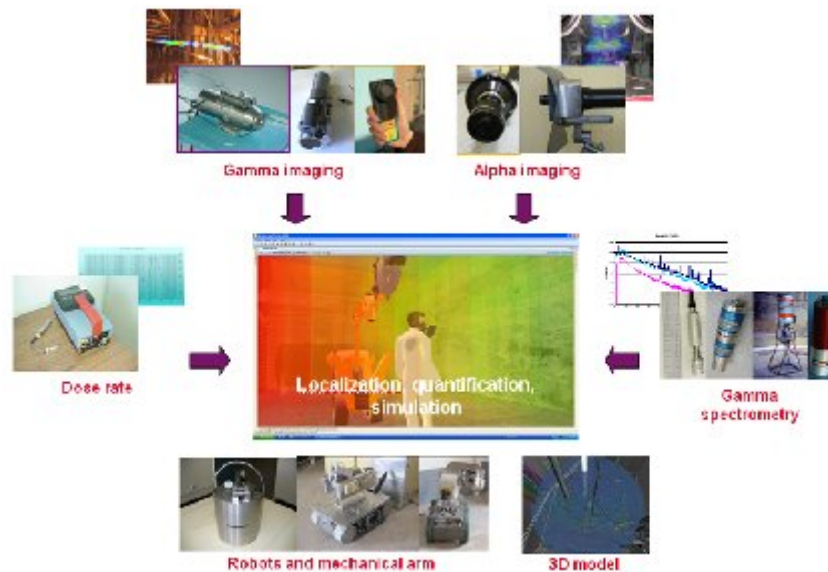 Gamma imaging
Alpha imaging
Dose rate
Localization, quantification,
simulation
Gamma
spectrometry
Robots and mechanical arm
3D model